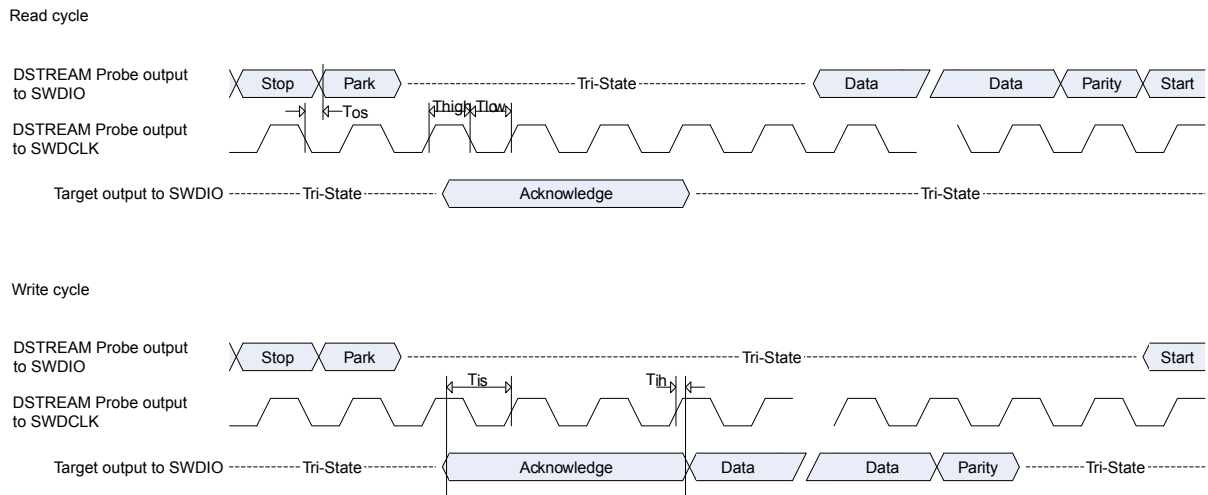 Read cycle
DSTREAM Probe output
to SWDIO
Stop Park Tri-State Data Data Parity Start
Tos Thigh Tlow
DSTREAM Probe output
to SWDCLK
Target output to SWDIO Tri-State Acknowledge Tri-State
Write cycle
DSTREAM Probe output
to SWDIO
Stop Park Tri-State Start
Tis Tih
DSTREAM Probe output
to SWDCLK
Target output to SWDIO Tri-State Acknowledge Data Data Parity Tri-State